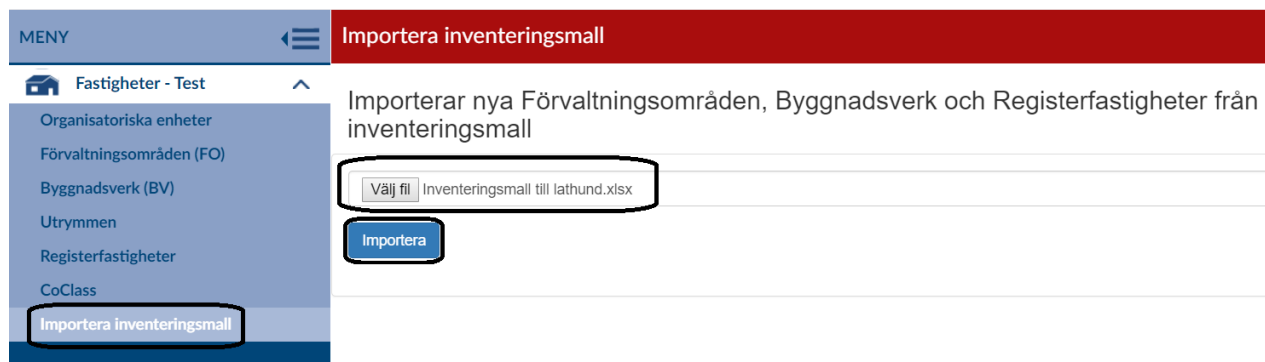 MENY
Fastigheter - Test
Organisatoriska enheter
Förvaltningsområden (FO)
Byggnadsverk (BV)
Utrymmen
Registerfastigheter
CoClass
Importera inventeringsmall
Importera inventeringsmall
Importerar nya Förvaltningsområden, Byggnadsverk och Registerfastigheter från
inventeringsmall
Välj fil Inventeringsmall till lathund.xlsx
Importera